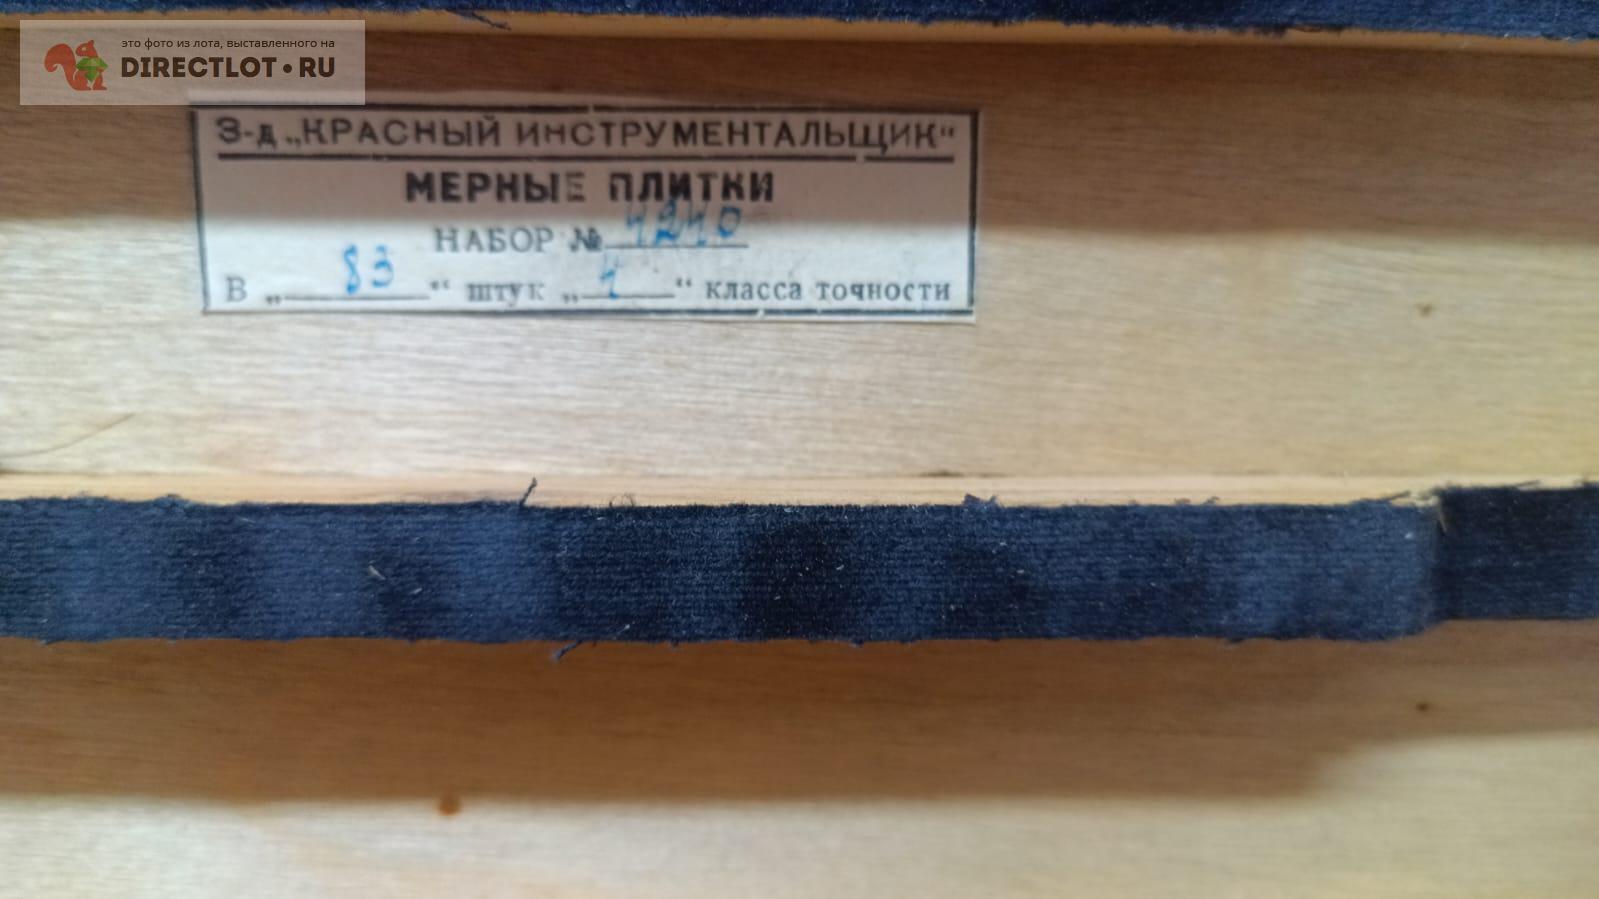 это фото из лота, выставленного на
DIRECTLOT•RU
З-д „КРАСНЫЙ ИНСТРУМЕНТАЛЬЩИК“
МЕРНЫЕ ПЛИТКИ
НАБОР № 4240
В „83“ штук „4“ класса точности